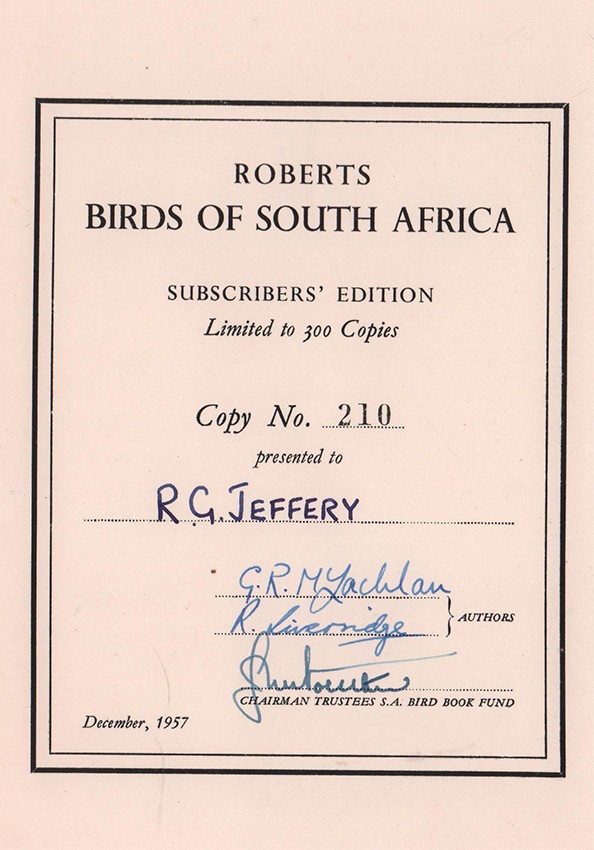 ROBERTS
BIRDS OF SOUTH AFRICA
SUBSCRIBERS' EDITION
Limited to 300 Copies
Copy No. 210
presented to
R. G. JEFFERY
G. R. McLachlan
R. Liversidge
AUTHORS
CHAIRMAN TRUSTEES S.A. BIRD BOOK FUND
December, 1957